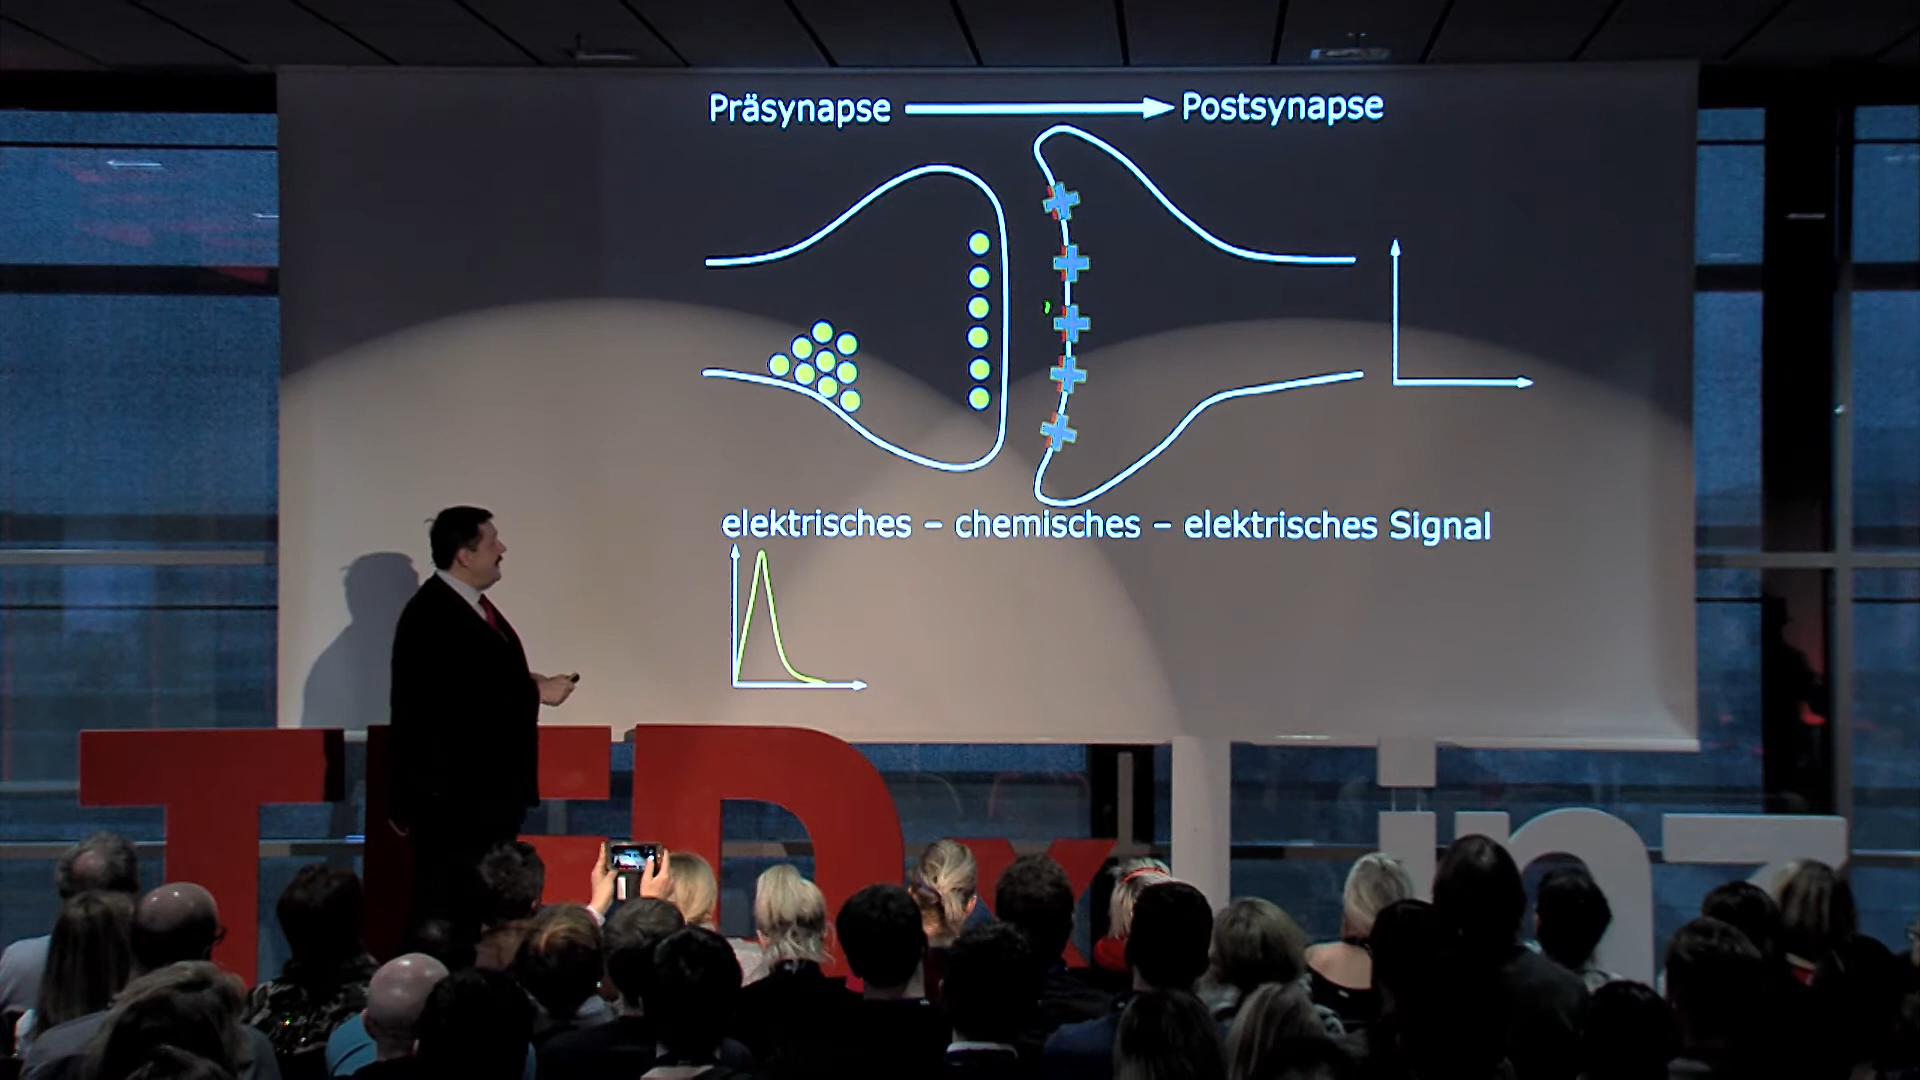 Präsynapse Postsynapse
elektrisches – chemisches – elektrisches Signal
TEDx Linz